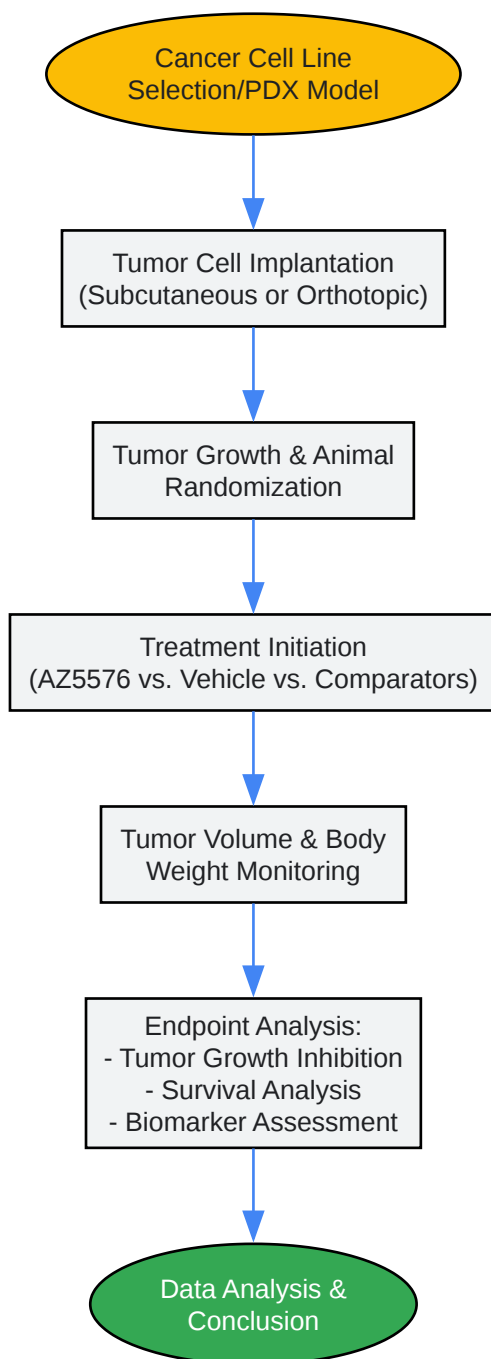 Cancer Cell Line
Selection/PDX Model
Tumor Cell Implantation
(Subcutaneous or Orthotopic)
Tumor Growth & Animal
Randomization
Treatment Initiation
(AZ5576 vs. Vehicle vs. Comparators)
Tumor Volume & Body
Weight Monitoring
Endpoint Analysis:
- Tumor Growth Inhibition
- Survival Analysis
- Biomarker Assessment
Data Analysis &
Conclusion